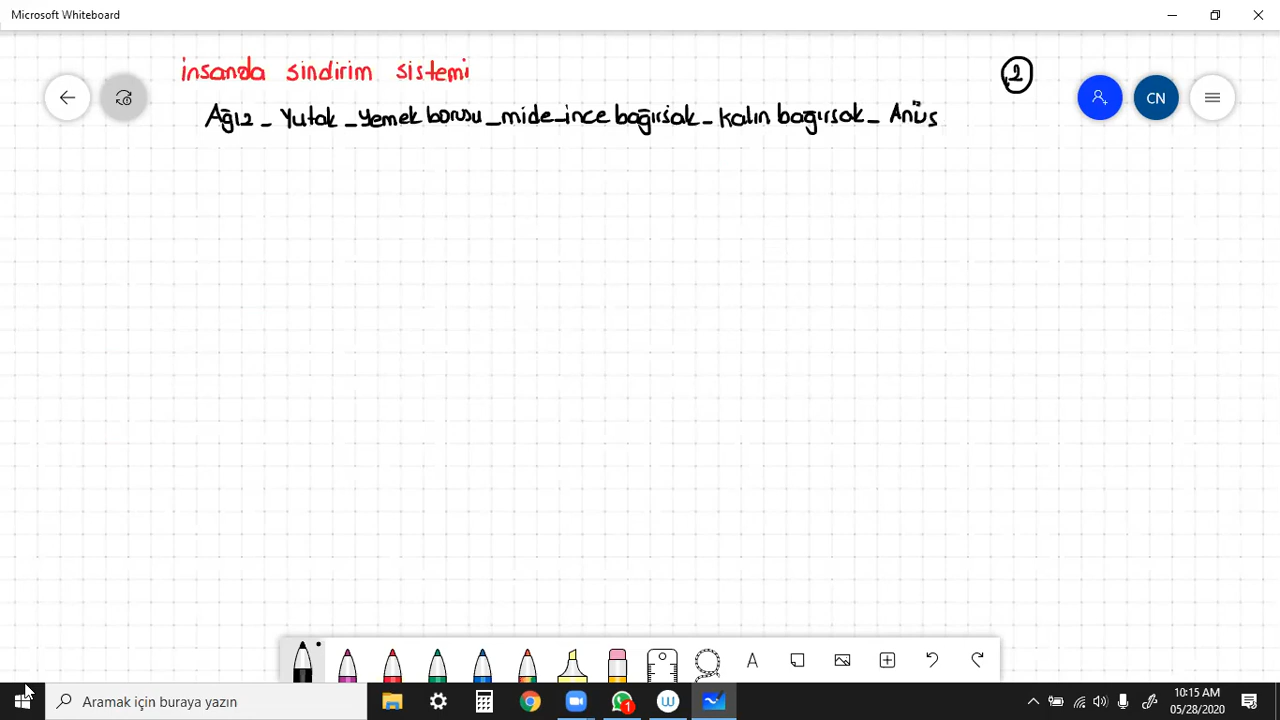 Microsoft Whiteboard
insanda sindirim sistemi
2
Ağız - Yutak - yemek borusu - mide - ince bağırsak - kalın bağırsak - Anüs
CN
A
Aramak için buraya yazın
1
W
10:15 AM
05/28/2020